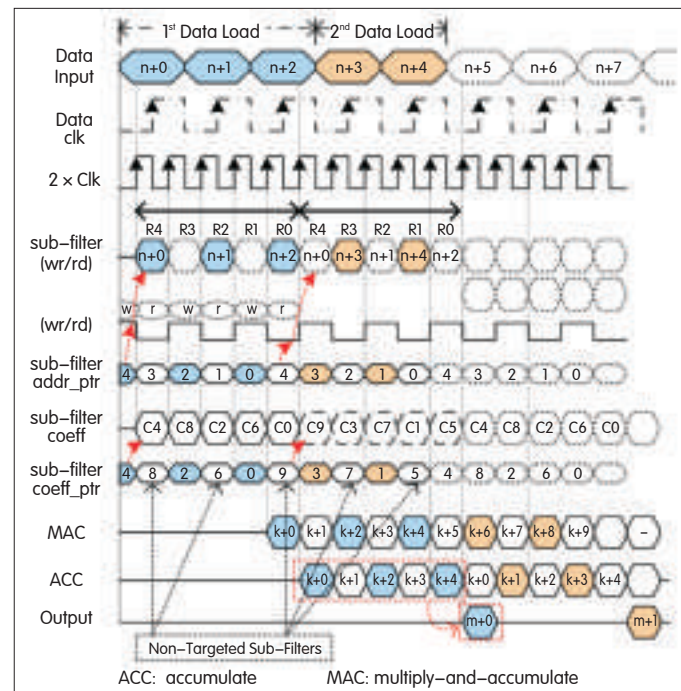 1st Data Load 2nd Data Load
Data Input n+0 n+1 n+2 n+3 n+4 n+5 n+6 n+7
Data clk
2 × Clk
R4 R3 R2 R1 R0 R4 R3 R2 R1 R0
sub-filter (wr/rd) n+0 n+1 n+2 n+0 n+3 n+1 n+4 n+2
w r w r w r
(wr/rd)
sub-filter addr_ptr 4 3 2 1 0 4 3 2 1 0 4 3 2 1 0
sub-filter coeff C4 C8 C2 C6 C0 C9 C3 C7 C1 C5 C4 C8 C2 C6 C0
sub-filter coeff_ptr 4 8 2 6 0 9 3 7 1 5 4 8 2 6 0
MAC k+0 k+1 k+2 k+3 k+4 k+5 k+6 k+7 k+8 k+9 –
ACC k+0 k+1 k+2 k+3 k+4 k+0 k+1 k+2 k+3 k+4
Output m+0 m+1
Non-Targeted Sub-Filters
ACC: accumulate MAC: multiply-and-accumulate